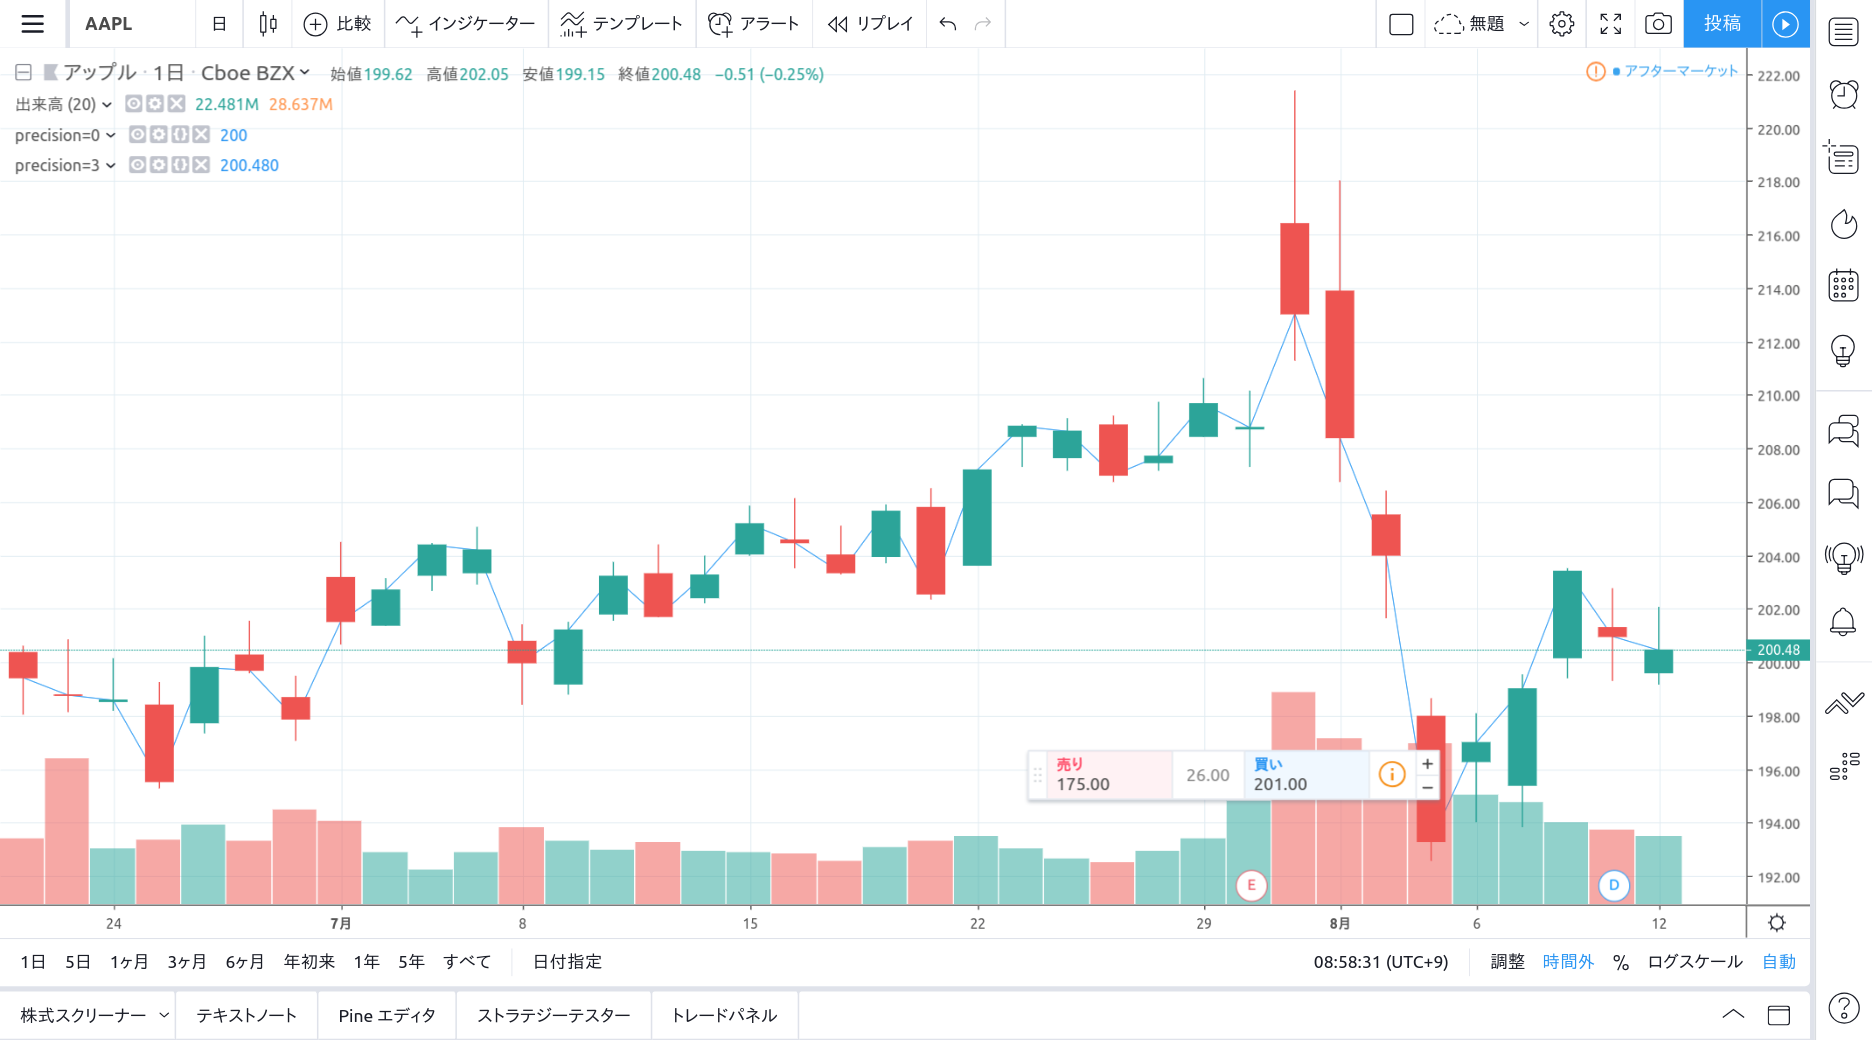 AAPL 日 比較 インジケーター テンプレート アラート リプレイ 無題 投稿
アップル · 1日 · Cboe BZX 始値199.62 高値202.05 安値199.15 終値200.48 −0.51 (−0.25%)
アフターマーケット
出来高 (20) 22.481M 28.637M
precision=0 200
precision=3 200.480
222.00
220.00
218.00
216.00
214.00
212.00
210.00
208.00
206.00
204.00
202.00
200.48
200.00
198.00
196.00
194.00
192.00
売り
175.00
26.00
買い
201.00
+
−
E
D
24 7月 8 15 22 29 8月 6 12
1日 5日 1ヶ月 3ヶ月 6ヶ月 年初来 1年 5年 すべて 日付指定 08:58:31 (UTC+9) 調整 時間外 % ログスケール 自動
株式スクリーナー テキストノート Pine エディタ ストラテジーテスター トレードパネル